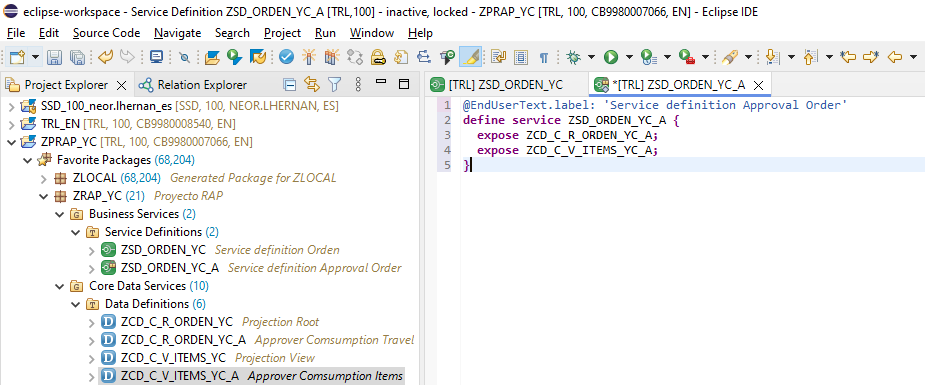 eclipse-workspace - Service Definition ZSD_ORDEN_YC_A [TRL,100] - inactive, locked - ZPRAP_YC [TRL, 100, CB9980007066, EN] - Eclipse IDE
File Edit Source Code Navigate Search Project Run Window Help
Project Explorer Relation Explorer
SSD_100_neor.lhernan_es [SSD, 100, NEOR.LHERNAN, ES]
TRL_EN [TRL, 100, CB9980008540, EN]
ZPRAP_YC [TRL, 100, CB9980007066, EN]
Favorite Packages (68,204)
ZLOCAL (68,204) Generated Package for ZLOCAL
ZRAP_YC (21) Proyecto RAP
Business Services (2)
Service Definitions (2)
ZSD_ORDEN_YC Service definition Orden
ZSD_ORDEN_YC_A Service definition Approval Order
Core Data Services (10)
Data Definitions (6)
ZCD_C_R_ORDEN_YC Projection Root
ZCD_C_R_ORDEN_YC_A Approver Comsumption Travel
ZCD_C_V_ITEMS_YC Projection View
ZCD_C_V_ITEMS_YC_A Approver Comsumption Items
[TRL] ZSD_ORDEN_YC *[TRL] ZSD_ORDEN_YC_A
1 @EndUserText.label: 'Service definition Approval Order'
2 define service ZSD_ORDEN_YC_A {
3 expose ZCD_C_R_ORDEN_YC_A;
4 expose ZCD_C_V_ITEMS_YC_A;
5 }